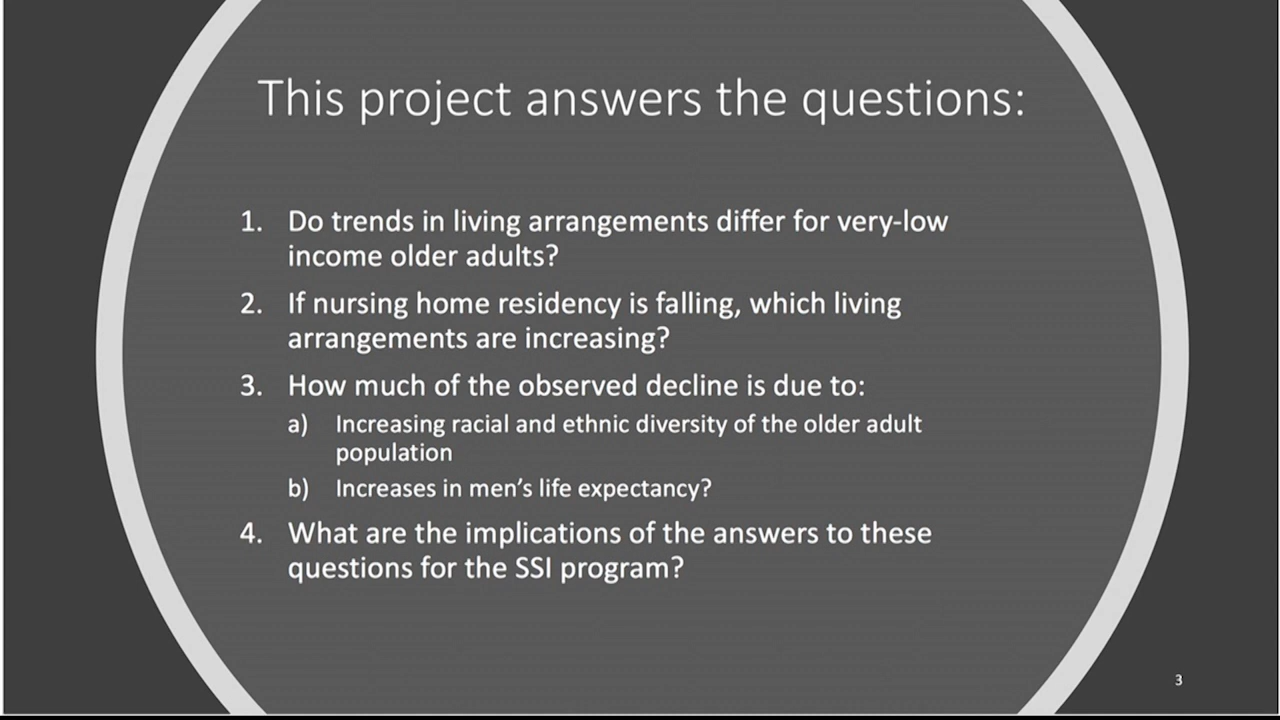 This project answers the questions:
1. Do trends in living arrangements differ for very-low
income older adults?
2. If nursing home residency is falling, which living
arrangements are increasing?
3. How much of the observed decline is due to:
a) Increasing racial and ethnic diversity of the older adult
population
b) Increases in men's life expectancy?
4. What are the implications of the answers to these
questions for the SSI program?
3